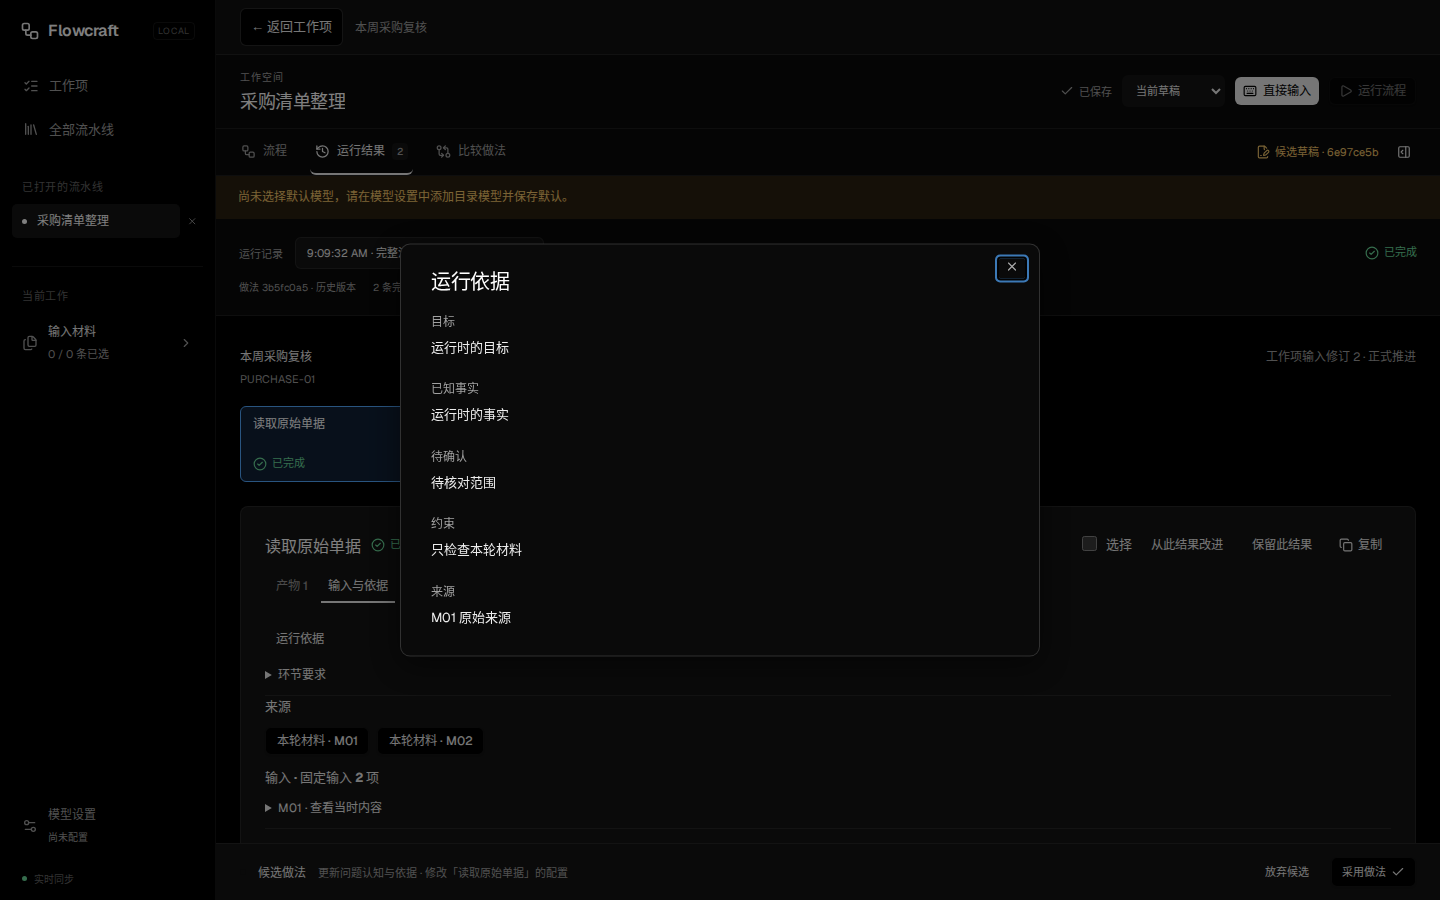 Flowcraft
LOCAL
工作项
全部流水线
已打开的流水线
采购清单整理
当前工作
输入材料
0 / 0 条已选
模型设置
尚未配置
实时同步
← 返回工作项
本周采购复核
工作空间
采购清单整理
已保存
当前草稿
直接输入
运行流程
流程
运行结果 2
比较做法
候选草稿 · 6e97ce5b
尚未选择默认模型，请在模型设置中添加目录模型并保存默认。
运行记录
9:09:32 AM · 完整
已完成
做法 3b5fc0a5 · 历史版本
2 条完
本周采购复核
PURCHASE-01
工作项输入修订 2 · 正式推进
读取原始单据
已完成
运行依据
目标
运行时的目标
已知事实
运行时的事实
待确认
待核对范围
约束
只检查本轮材料
来源
M01 原始来源
读取原始单据
已
选择
从此结果改进
保留此结果
复制
产物 1
输入与依据
运行依据
环节要求
来源
本轮材料 · M01
本轮材料 · M02
输入 · 固定输入 2 项
M01 · 查看当时内容
候选做法
更新问题认知与依据 · 修改「读取原始单据」的配置
放弃候选
采用做法